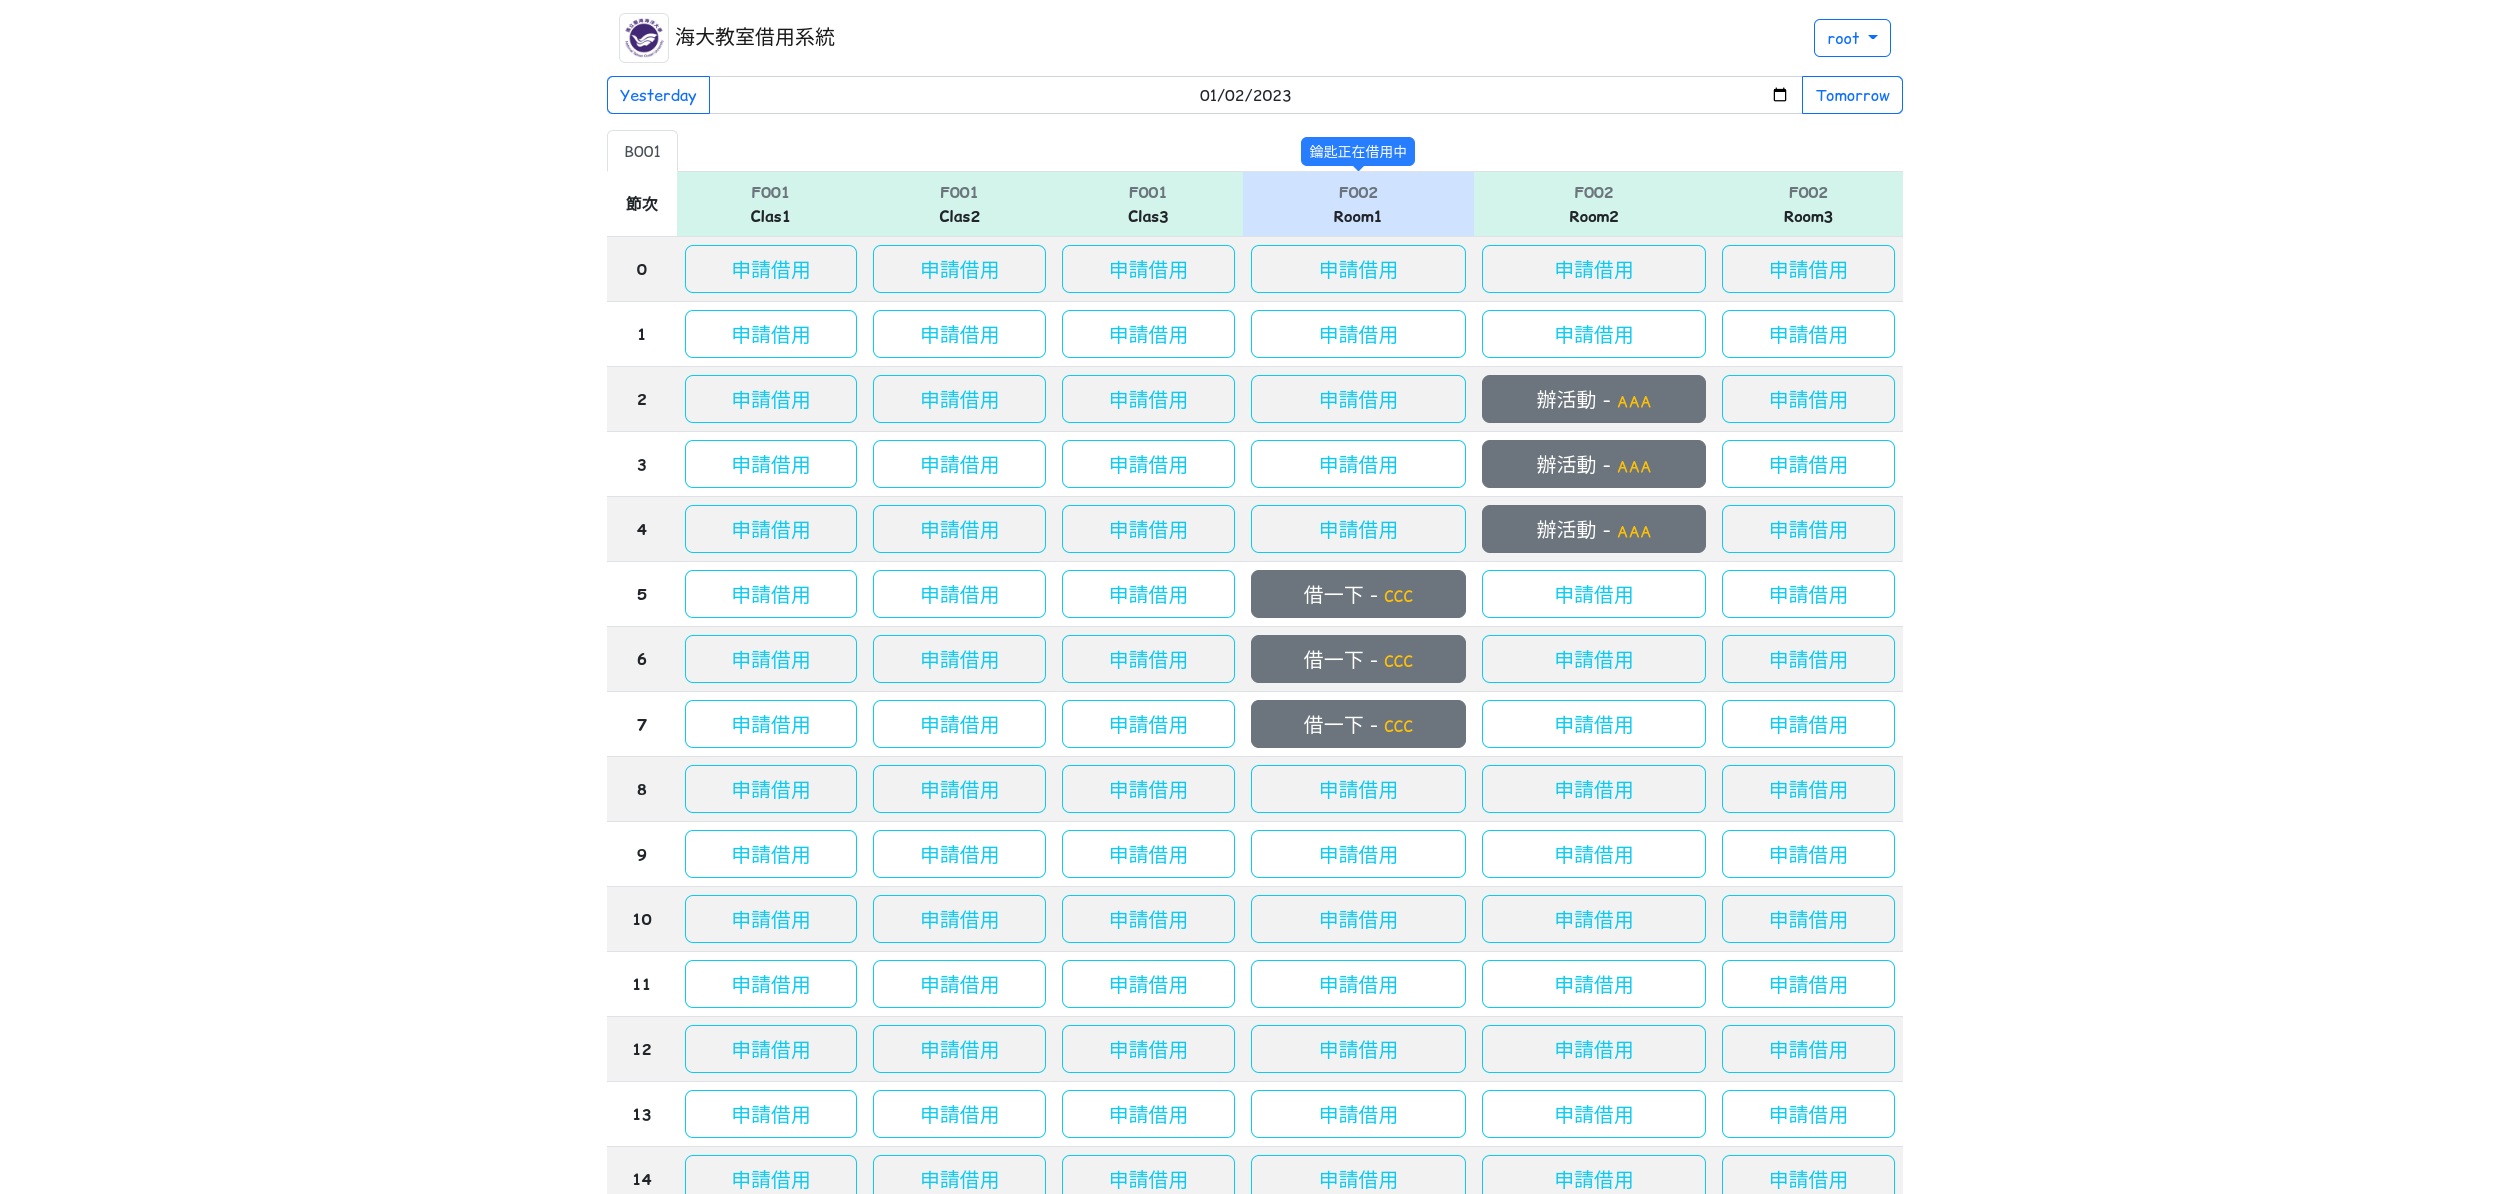 海大教室借用系統
root
Yesterday 01/02/2023 Tomorrow
B001
鑰匙正在借用中
節次 F001 Clas1 F001 Clas2 F001 Clas3 F002 Room1 F002 Room2 F002 Room3
0 申請借用 申請借用 申請借用 申請借用 申請借用 申請借用
1 申請借用 申請借用 申請借用 申請借用 申請借用 申請借用
2 申請借用 申請借用 申請借用 申請借用 辦活動 - AAA 申請借用
3 申請借用 申請借用 申請借用 申請借用 辦活動 - AAA 申請借用
4 申請借用 申請借用 申請借用 申請借用 辦活動 - AAA 申請借用
5 申請借用 申請借用 申請借用 借一下 - CCC 申請借用 申請借用
6 申請借用 申請借用 申請借用 借一下 - CCC 申請借用 申請借用
7 申請借用 申請借用 申請借用 借一下 - CCC 申請借用 申請借用
8 申請借用 申請借用 申請借用 申請借用 申請借用 申請借用
9 申請借用 申請借用 申請借用 申請借用 申請借用 申請借用
10 申請借用 申請借用 申請借用 申請借用 申請借用 申請借用
11 申請借用 申請借用 申請借用 申請借用 申請借用 申請借用
12 申請借用 申請借用 申請借用 申請借用 申請借用 申請借用
13 申請借用 申請借用 申請借用 申請借用 申請借用 申請借用
14 申請借用 申請借用 申請借用 申請借用 申請借用 申請借用